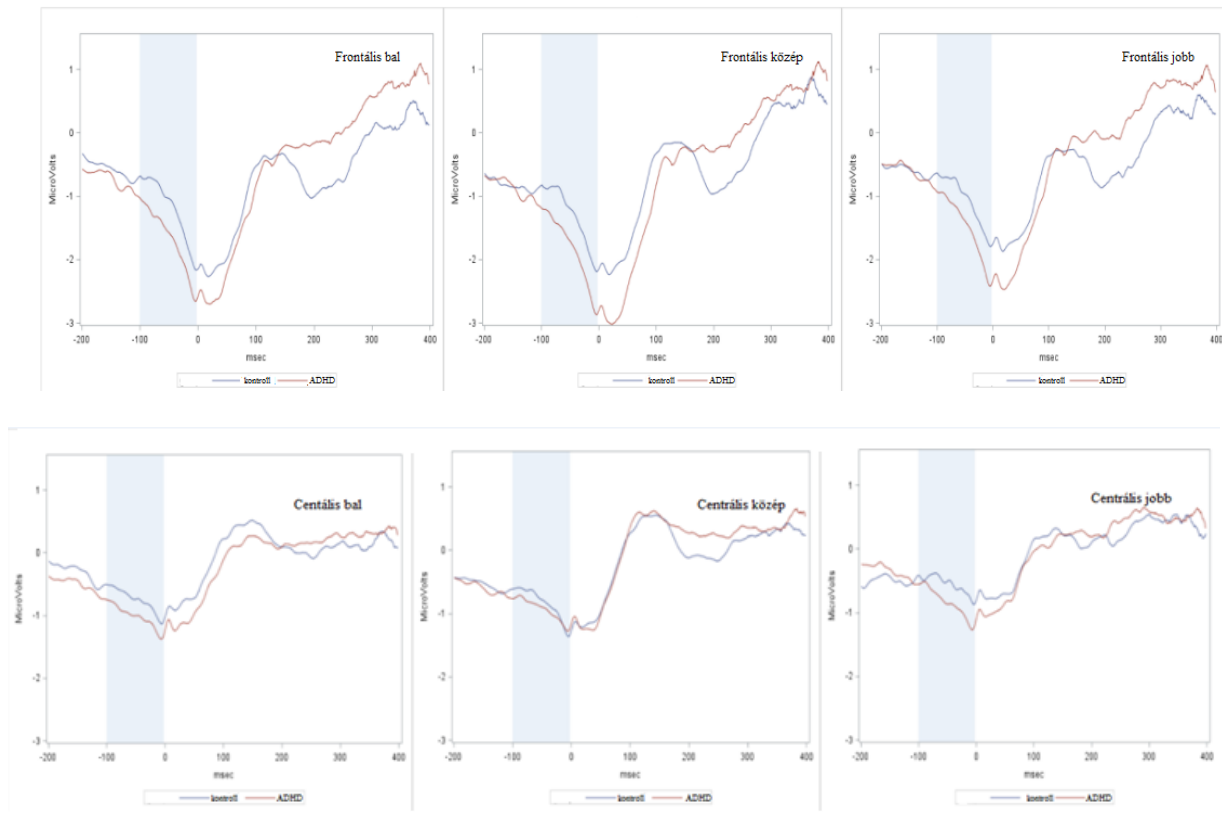 Frontális bal
1
0
-1
-2
-3
MicroVolts
-200 -100 0 100 200 300 400
msec
kontroll ADHD
Frontális közép
1
0
-1
-2
-3
MicroVolts
-200 -100 0 100 200 300 400
msec
kontroll ADHD
Frontális jobb
1
0
-1
-2
-3
MicroVolts
-200 -100 0 100 200 300 400
msec
kontroll ADHD
Centális bal
1
0
-1
-2
-3
MicroVolts
-200 -100 0 100 200 300 400
msec
kontroll ADHD
Centrális közép
1
0
-1
-2
-3
MicroVolts
-200 -100 0 100 200 300 400
msec
kontroll ADHD
Centrális jobb
1
0
-1
-2
-3
MicroVolts
-200 -100 0 100 200 300 400
msec
kontroll ADHD